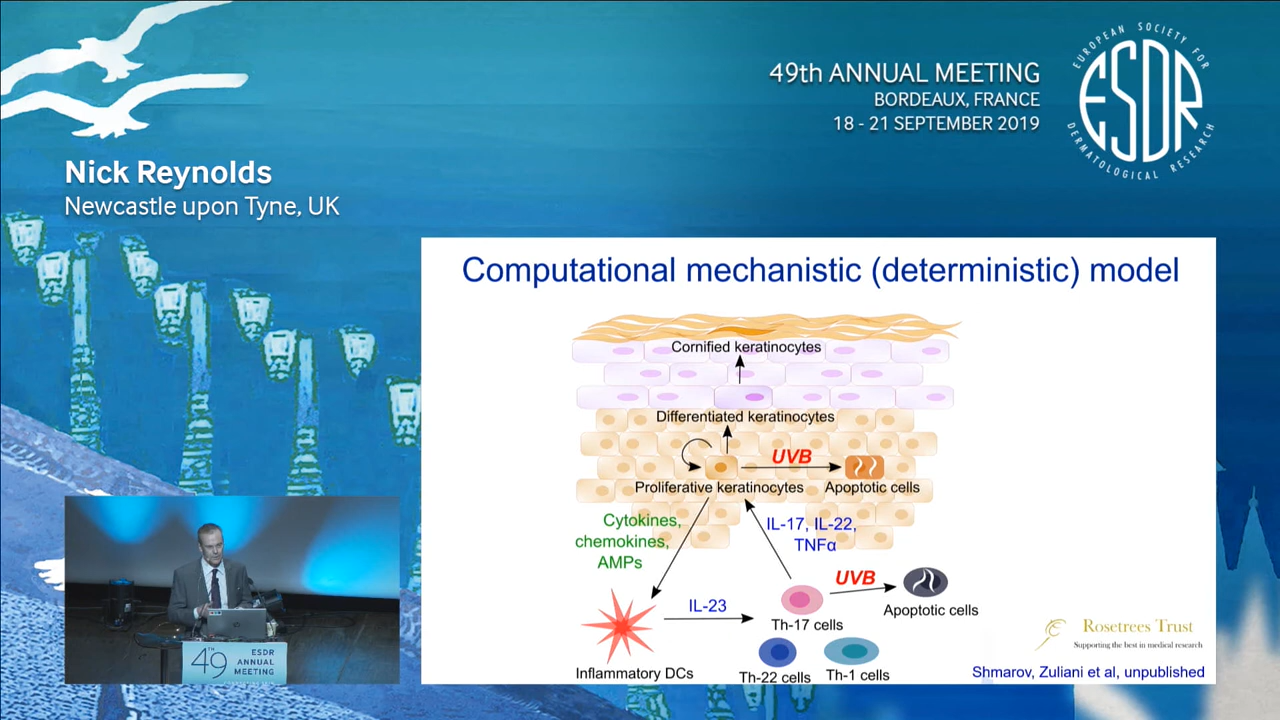 49th ANNUAL MEETING
BORDEAUX, FRANCE
18 - 21 SEPTEMBER 2019
EUROPEAN SOCIETY FOR
ESDR
DERMATOLOGICAL RESEARCH
Nick Reynolds
Newcastle upon Tyne, UK
Computational mechanistic (deterministic) model
Cornified keratinocytes
Differentiated keratinocytes
UVB
Proliferative keratinocytes
Apoptotic cells
Cytokines,
chemokines,
AMPs
IL-17, IL-22,
TNFα
IL-23
UVB
Apoptotic cells
Th-17 cells
Inflammatory DCs
Th-22 cells
Th-1 cells
Rosetrees Trust
Supporting the best in medical research
Shmarov, Zuliani et al, unpublished
49TH
ESDR
ANNUAL
MEETING